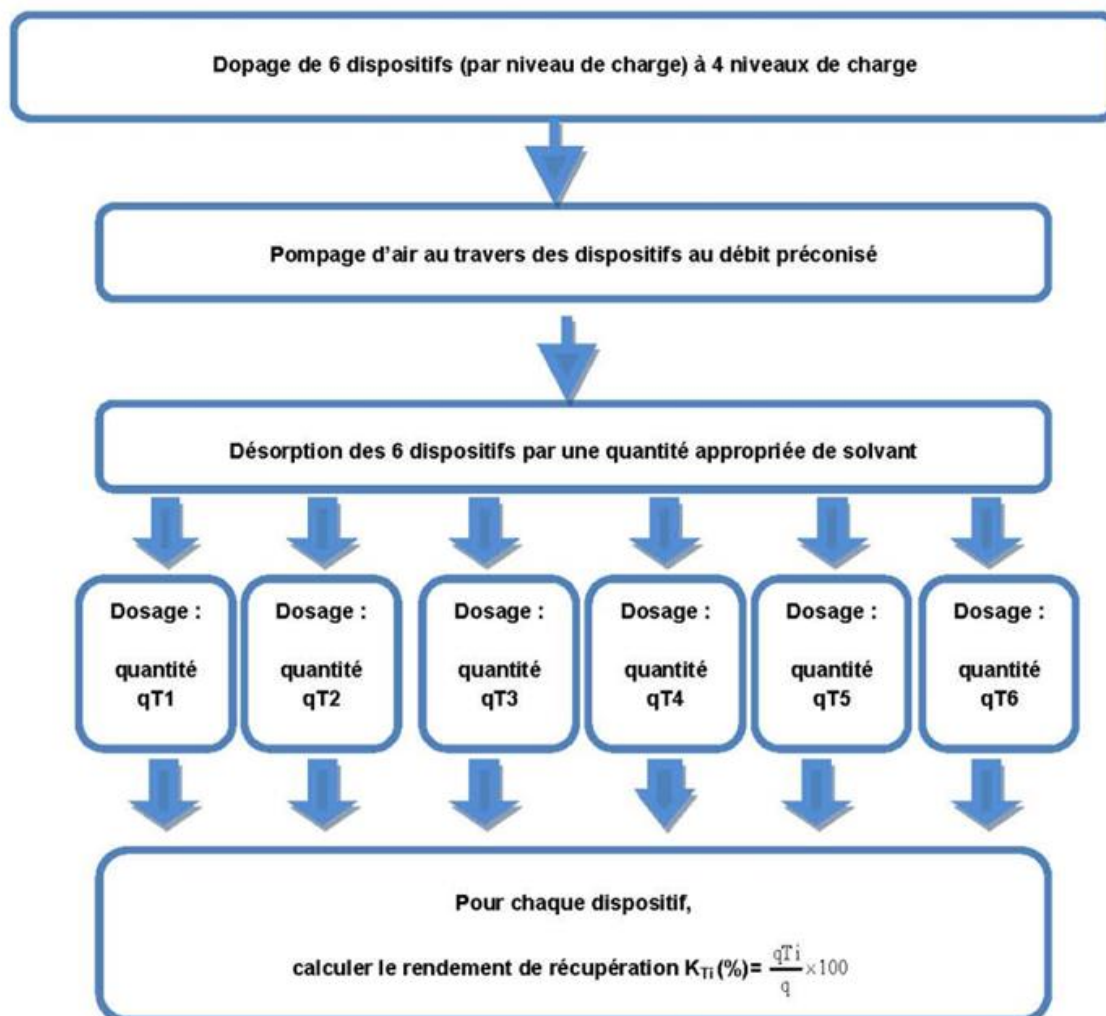 Dopage de 6 dispositifs (par niveau de charge) à 4 niveaux de charge
Pompage d'air au travers des dispositifs au débit préconisé
Désorption des 6 dispositifs par une quantité appropriée de solvant
Dosage :
quantité
qT1
Dosage :
quantité
qT2
Dosage :
quantité
qT3
Dosage :
quantité
qT4
Dosage :
quantité
qT5
Dosage :
quantité
qT6
Pour chaque dispositif,
calculer le rendement de récupération KTi (%)= qTi/q ×100